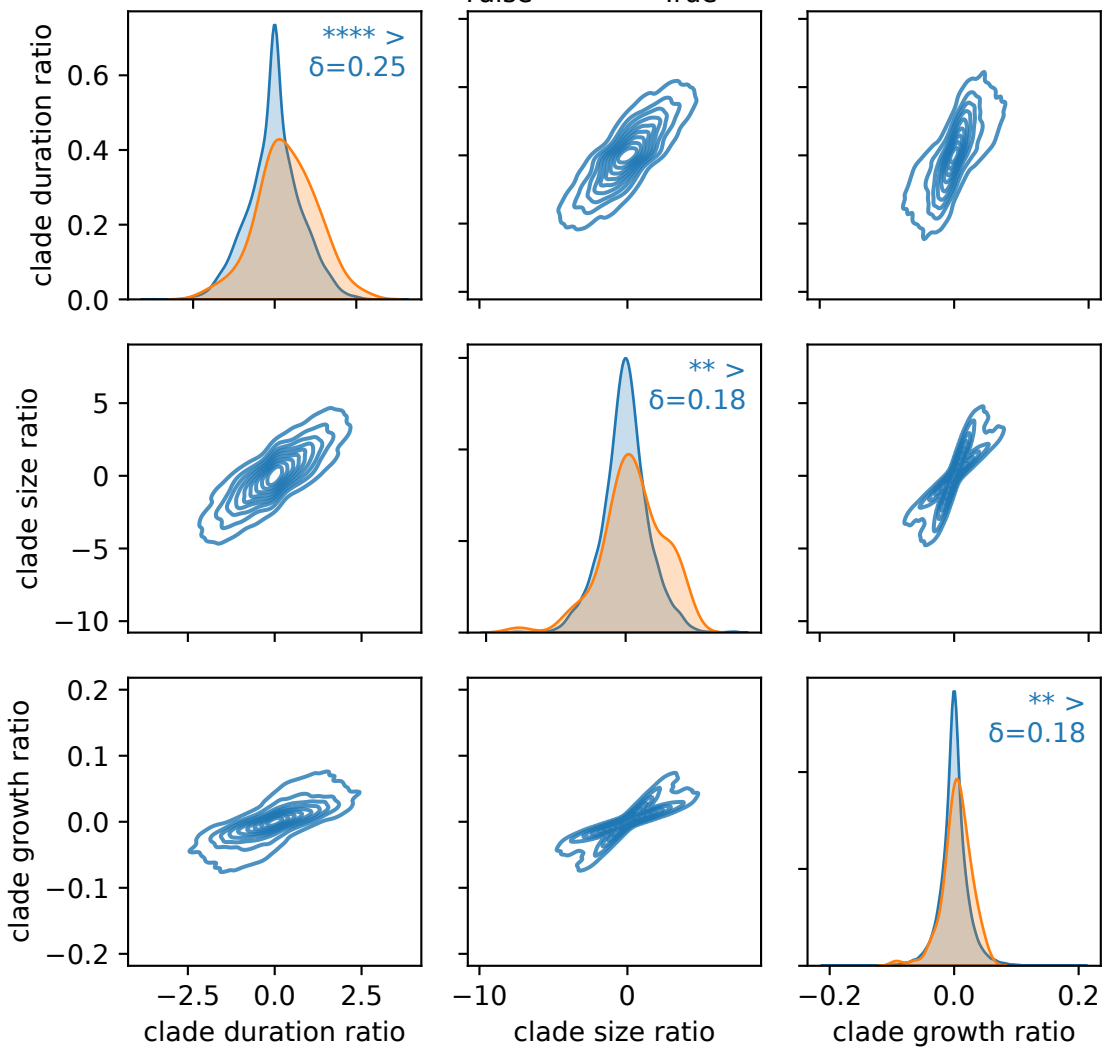 True
clade duration ratio
0.6
0.4
0.2
0.0
**** >
δ=0.25
clade size ratio
5
0
−5
−10
** >
δ=0.18
clade growth ratio
0.2
0.1
0.0
−0.1
−0.2
** >
δ=0.18
−2.5
0.0
2.5
−10
0
−0.2
0.0
0.2
clade duration ratio
clade size ratio
clade growth ratio